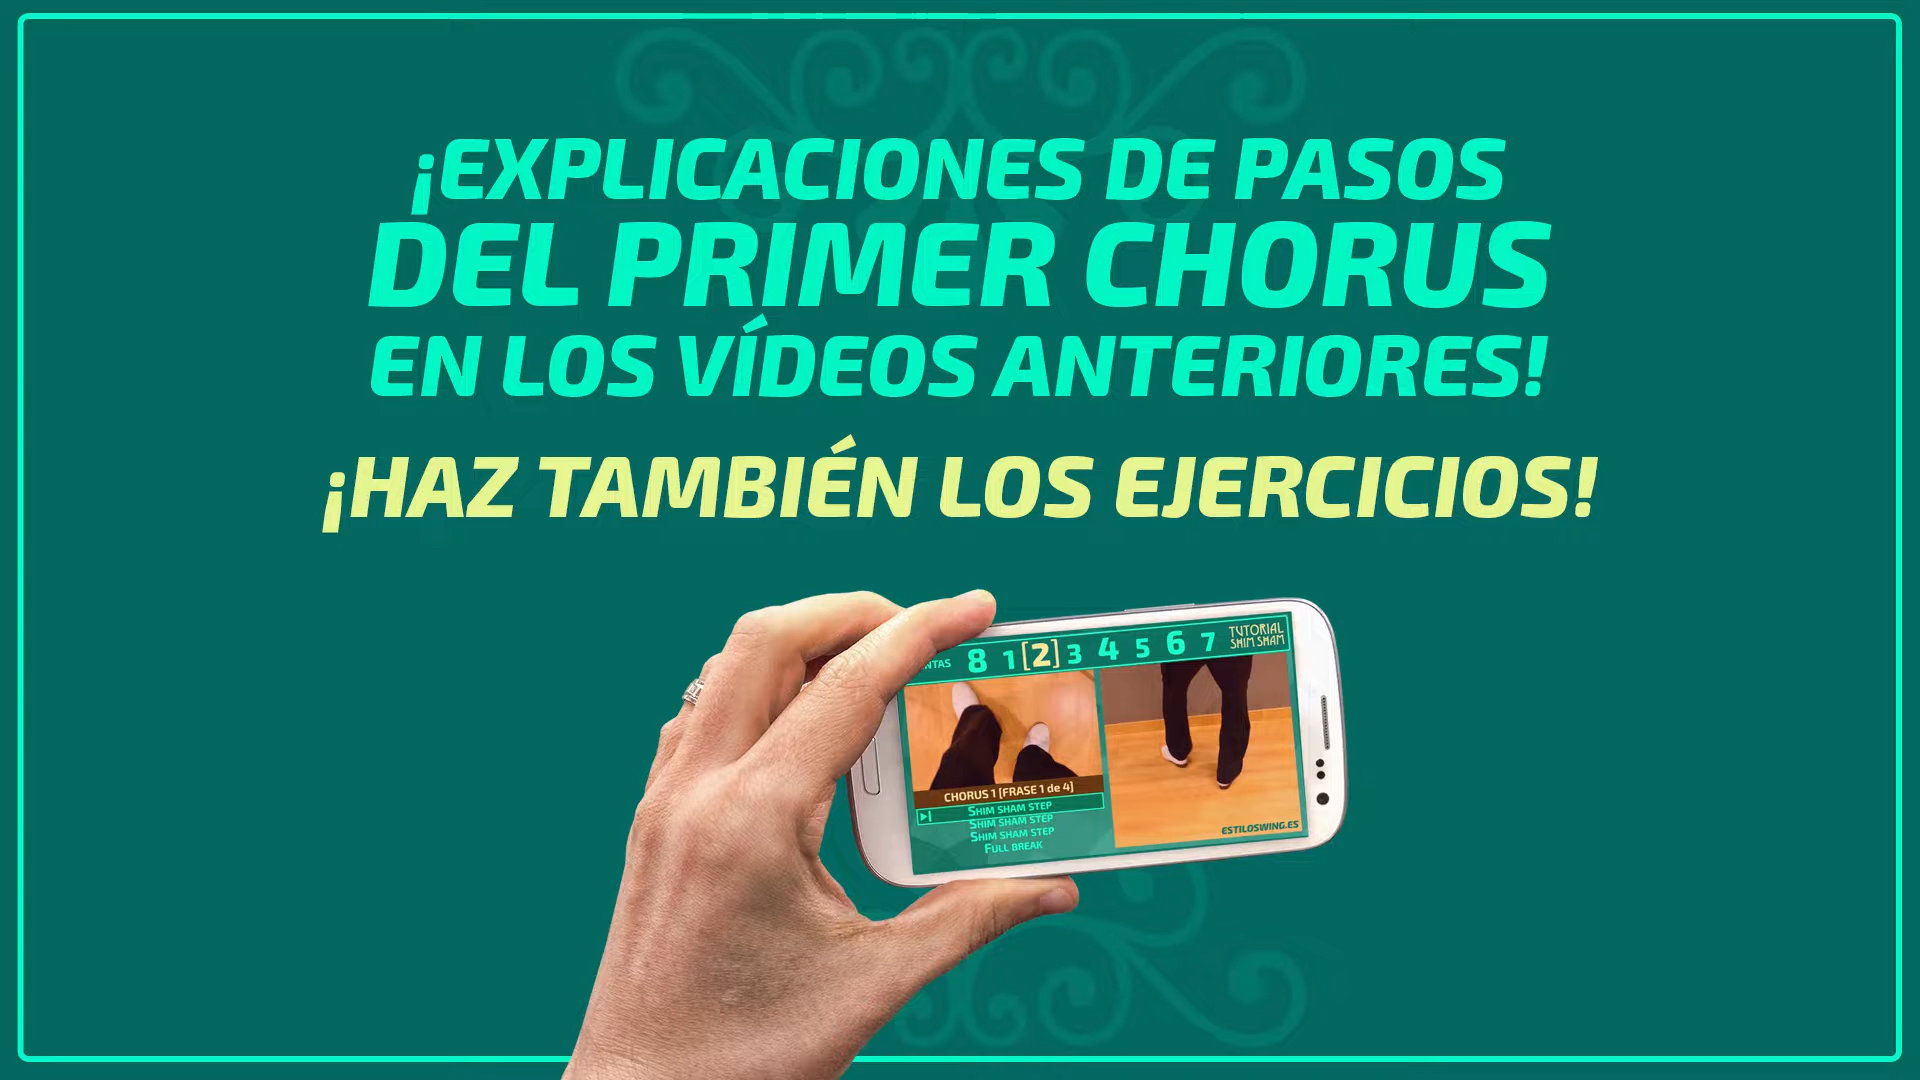 ¡EXPLICACIONES DE PASOS
DEL PRIMER CHORUS
EN LOS VÍDEOS ANTERIORES!
¡HAZ TAMBIÉN LOS EJERCICIOS!
8 1 [2] 3 4 5 6 7
TUTORIAL
SHIM SHAM
CHORUS 1 [FRASE 1 de 4]
SHIM SHAM STEP
SHIM SHAM STEP
SHIM SHAM STEP
FULL BREAK
ESTILOSWING.ES